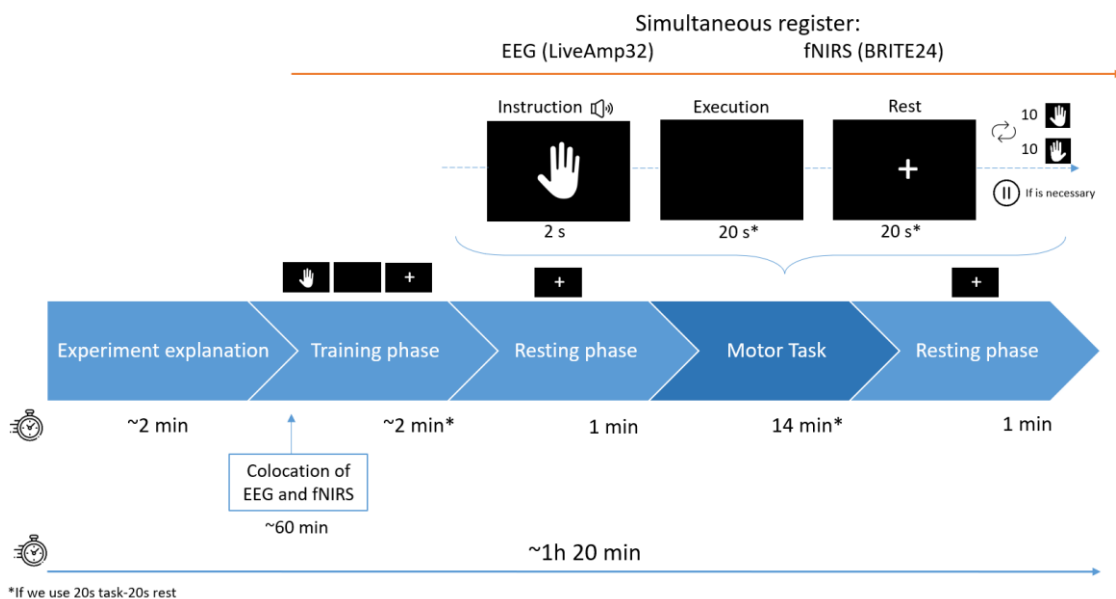 Simultaneous register:
EEG (LiveAmp32) fNIRS (BRITE24)
Instruction Execution Rest
10
10
+
If is necessary
2 s 20 s* 20 s*
+ +
+
Experiment explanation Training phase Resting phase Motor Task Resting phase
~2 min ~2 min* 1 min 14 min* 1 min
Colocation of
EEG and fNIRS
~60 min
~1h 20 min
*If we use 20s task-20s rest